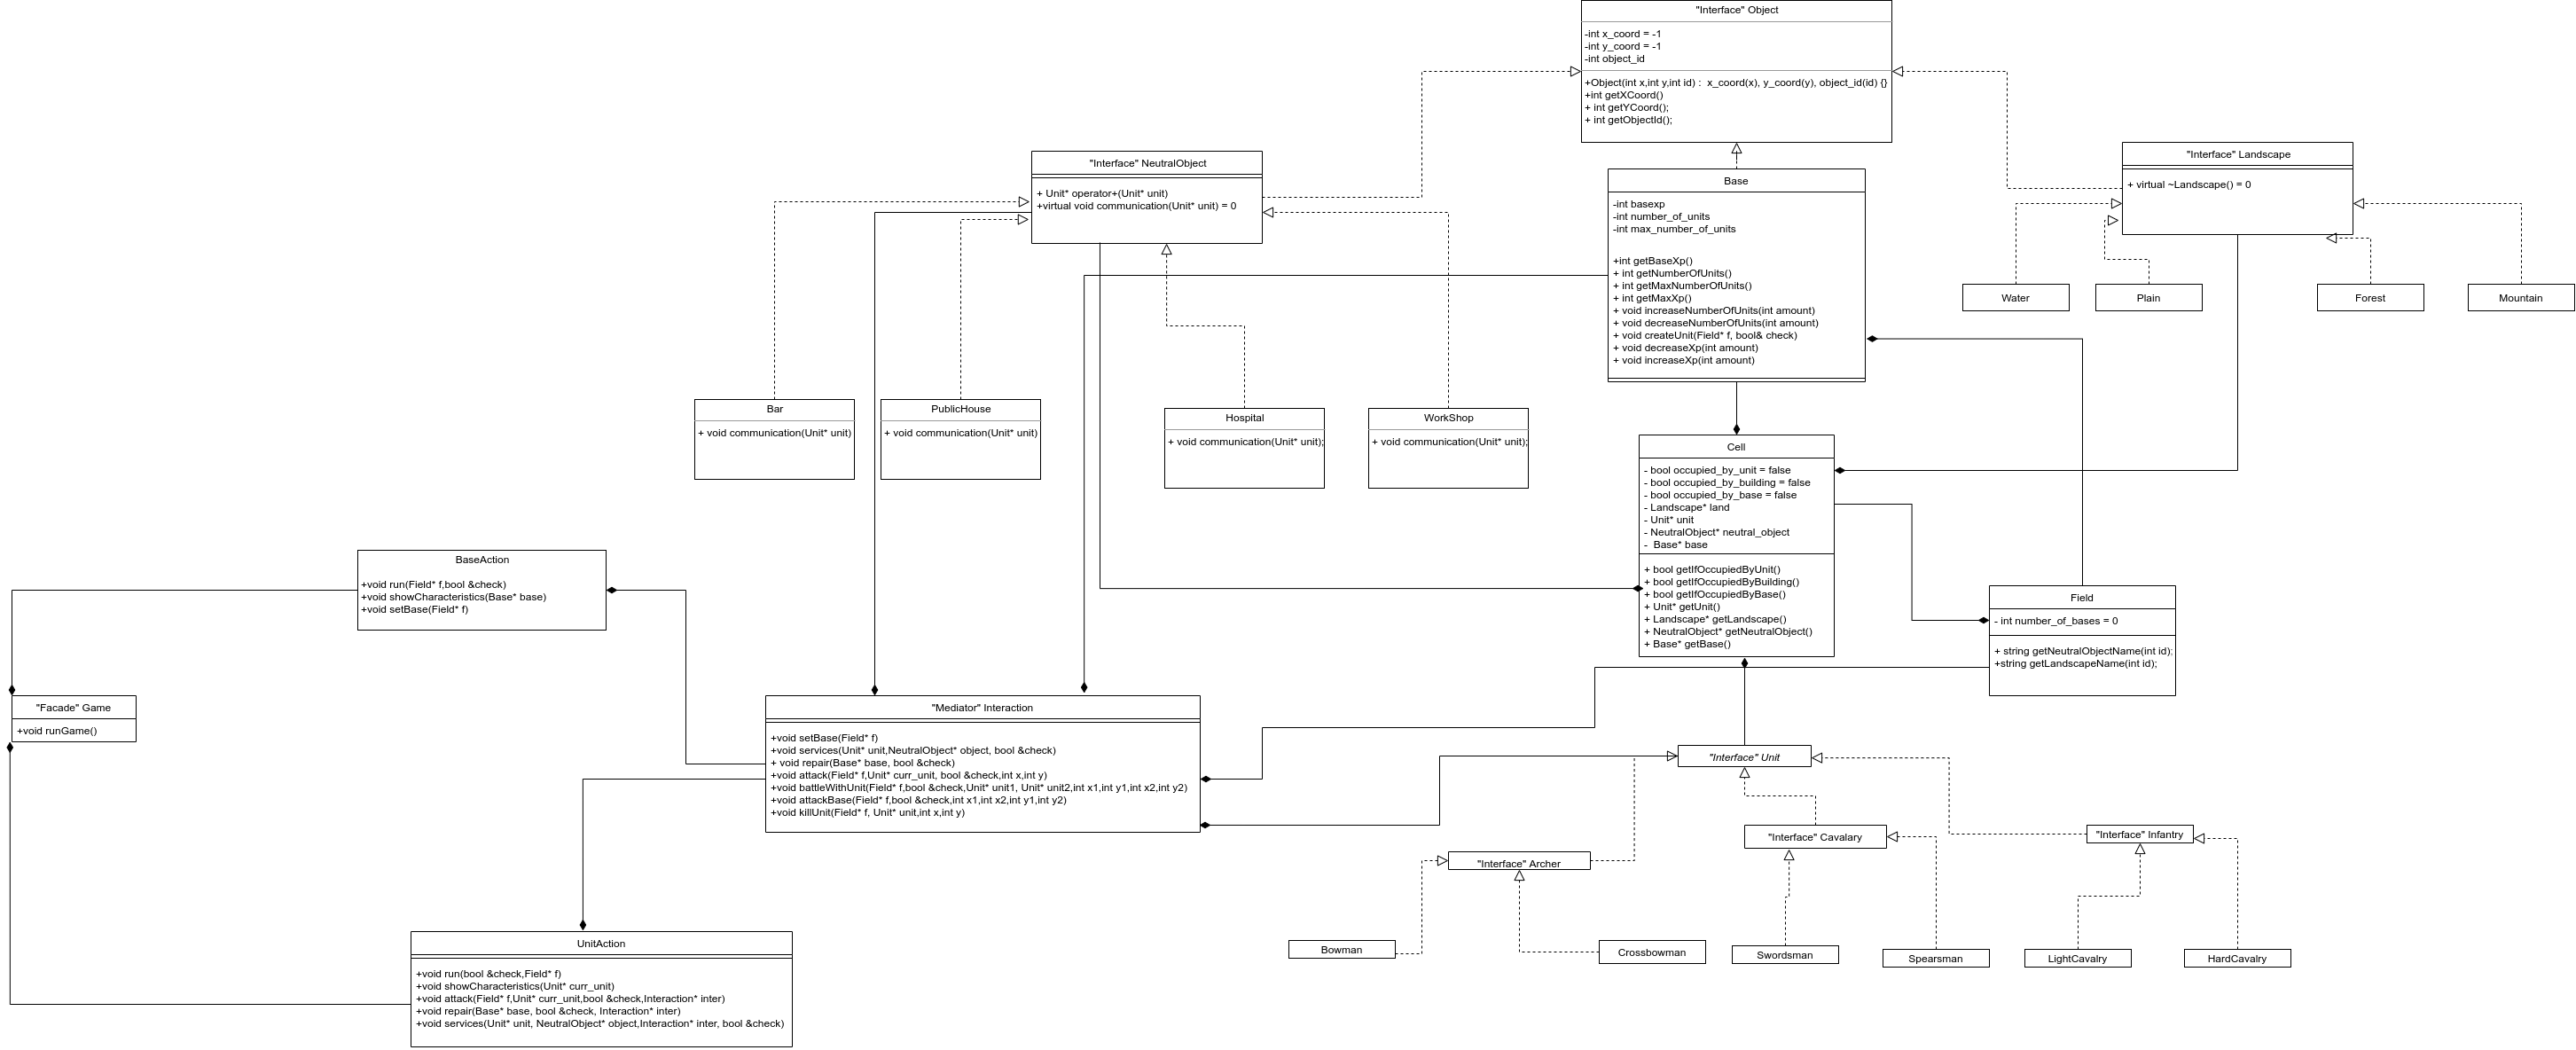 "Interface" Object
-int x_coord = -1
-int y_coord = -1
-int object_id
+Object(int x,int y,int id) :  x_coord(x), y_coord(y), object_id(id) {}
+int getXCoord()
+ int getYCoord();
+ int getObjectId();
"Interface" NeutralObject
+ Unit* operator+(Unit* unit)
+virtual void communication(Unit* unit) = 0
"Interface" Landscape
+ virtual ~Landscape() = 0
Base
-int basexp
-int number_of_units
-int max_number_of_units
+int getBaseXp()
+ int getNumberOfUnits()
+ int getMaxNumberOfUnits()
+ int getMaxXp()
+ void increaseNumberOfUnits(int amount)
+ void decreaseNumberOfUnits(int amount)
+ void createUnit(Field* f, bool& check)
+ void decreaseXp(int amount)
+ void increaseXp(int amount)
Water
Plain
Forest
Mountain
Bar
+ void communication(Unit* unit)
PublicHouse
+ void communication(Unit* unit)
Hospital
+ void communication(Unit* unit);
WorkShop
+ void communication(Unit* unit);
Cell
- bool occupied_by_unit = false
- bool occupied_by_building = false
- bool occupied_by_base = false
- Landscape* land
- Unit* unit
- NeutralObject* neutral_object
-  Base* base
+ bool getIfOccupiedByUnit()
+ bool getIfOccupiedByBuilding()
+ bool getIfOccupiedByBase()
+ Unit* getUnit()
+ Landscape* getLandscape()
+ NeutralObject* getNeutralObject()
+ Base* getBase()
BaseAction
+void run(Field* f,bool &check)
+void showCharacteristics(Base* base)
+void setBase(Field* f)
Field
- int number_of_bases = 0
+ string getNeutralObjectName(int id);
+string getLandscapeName(int id);
"Facade" Game
+void runGame()
"Mediator" Interaction
+void setBase(Field* f)
+void services(Unit* unit,NeutralObject* object, bool &check)
+ void repair(Base* base, bool &check)
+void attack(Field* f,Unit* curr_unit, bool &check,int x,int y)
+void battleWithUnit(Field* f,bool &check,Unit* unit1, Unit* unit2,int x1,int y1,int x2,int y2)
+void attackBase(Field* f,bool &check,int x1,int x2,int y1,int y2)
+void killUnit(Field* f, Unit* unit,int x,int y)
"Interface" Unit
"Interface" Archer
"Interface" Cavalary
"Interface" Infantry
Bowman
Crossbowman
Swordsman
Spearsman
LightCavalry
HardCavalry
UnitAction
+void run(bool &check,Field* f)
+void showCharacteristics(Unit* curr_unit)
+void attack(Field* f,Unit* curr_unit,bool &check,Interaction* inter)
+void repair(Base* base, bool &check, Interaction* inter)
+void services(Unit* unit, NeutralObject* object,Interaction* inter, bool &check)